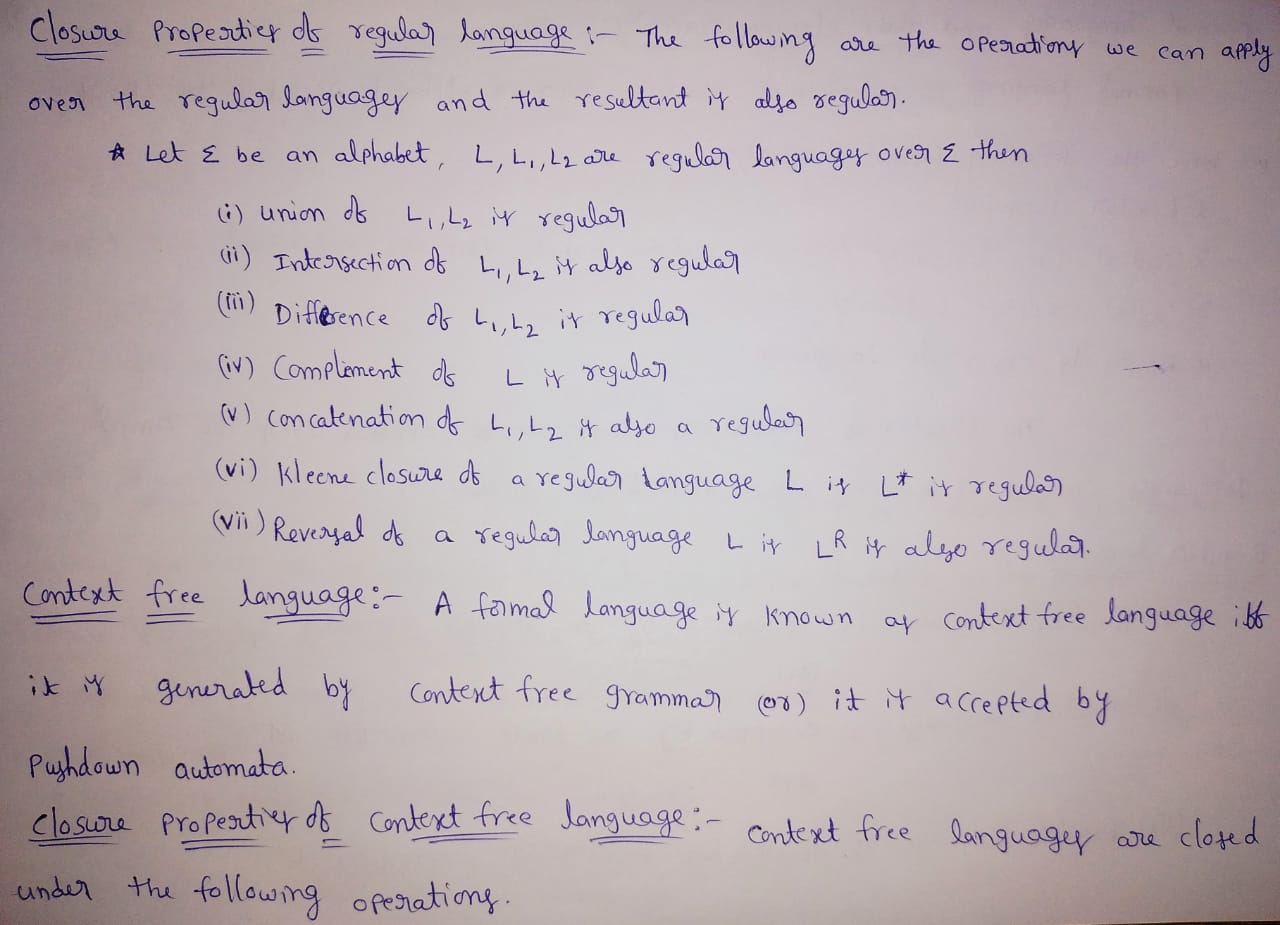 Closure Properties of regular language :- The following are the operations we can apply
over the regular languages and the resultant is also regular.
☆ Let Σ be an alphabet, L, L₁, L₂ are regular languages over Σ then
(i) union of L₁, L₂ is regular
(ii) Intersection of L₁, L₂ is also regular
(iii) Difference of L₁, L₂ is regular
(iv) Compliment of L is regular
(v) concatenation of L₁, L₂ is also a regular
(vi) Kleene closure of a regular language L is L* is regular
(vii) Reversal of a regular language L is Lᴿ is also regular.
Context free language :- A formal language is known as context free language iff
it is generated by context free grammar (or) it is accepted by
Pushdown automata.
Closure properties of context free language :- context free languages are closed
under the following operations.